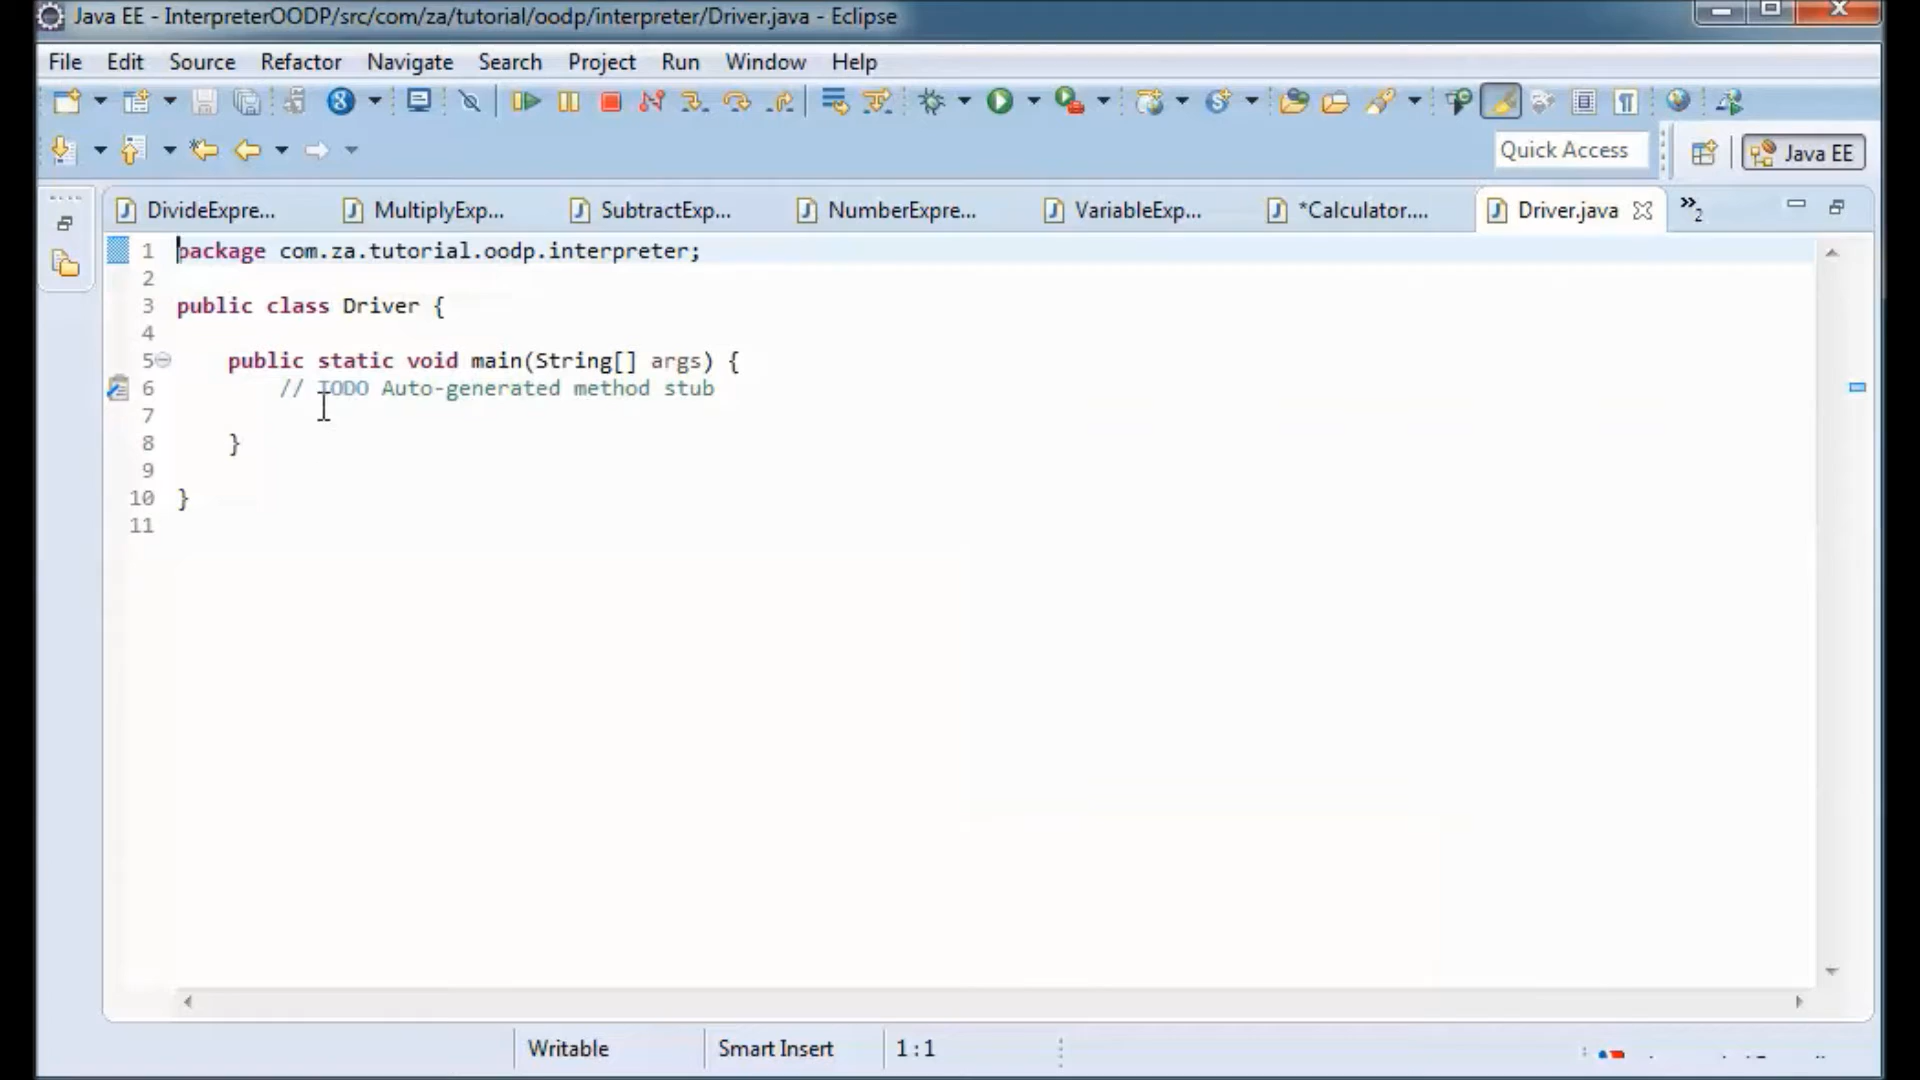 Java EE - InterpreterOODP/src/com/za/tutorial/oodp/interpreter/Driver.java - Eclipse
File Edit Source Refactor Navigate Search Project Run Window Help
Quick Access
Java EE
DivideExpre... MultiplyExp... SubtractExp... NumberExpre... VariableExp... *Calculator.... Driver.java »2
1 package com.za.tutorial.oodp.interpreter;
2
3 public class Driver {
4
5 public static void main(String[] args) {
6 // TODO Auto-generated method stub
7
8 }
9
10 }
11
Writable Smart Insert 1 : 1